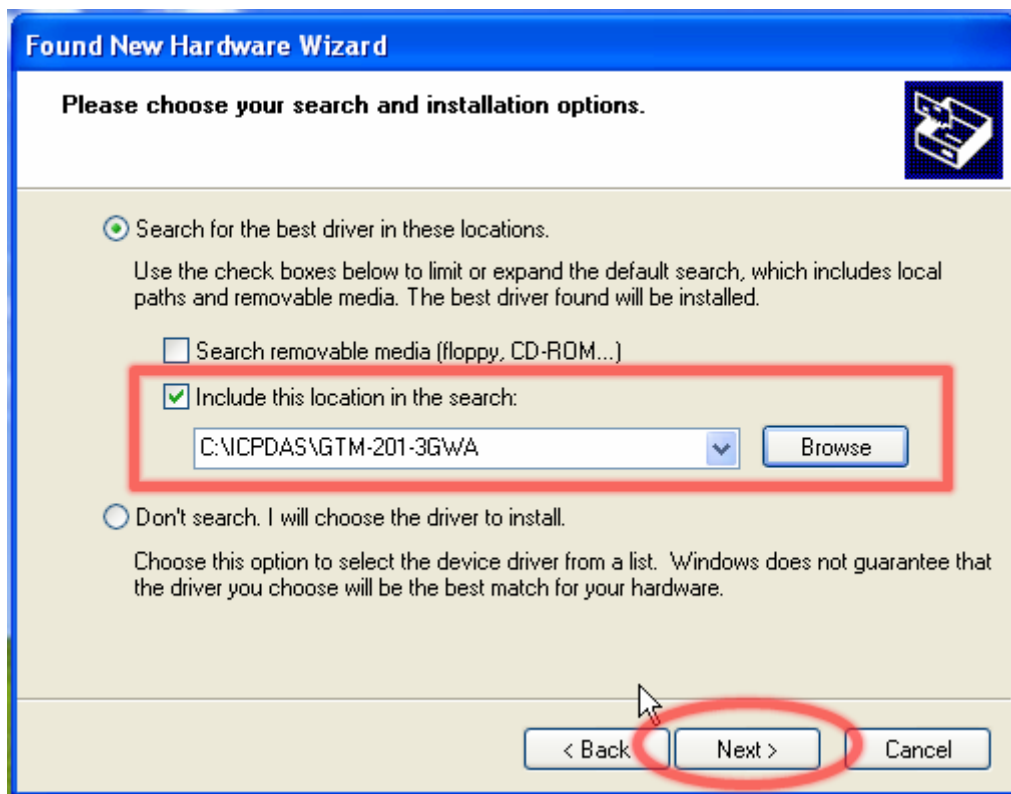 Found New Hardware Wizard
Please choose your search and installation options.
Search for the best driver in these locations.
Use the check boxes below to limit or expand the default search, which includes local
paths and removable media. The best driver found will be installed.
Search removable media (floppy, CD-ROM...)
Include this location in the search:
C:\ICPDAS\GTM-201-3GWA
Browse
Don't search. I will choose the driver to install.
Choose this option to select the device driver from a list. Windows does not guarantee that
the driver you choose will be the best match for your hardware.
< Back Next > Cancel